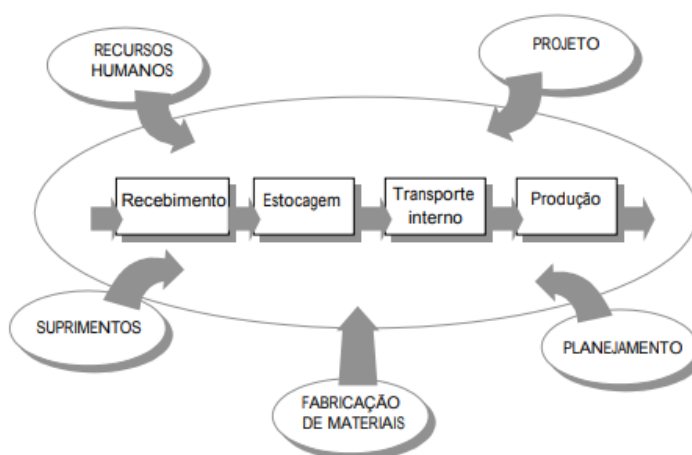 RECURSOS
HUMANOS
PROJETO
Recebimento
Estocagem
Transporte
interno
Produção
SUPRIMENTOS
PLANEJAMENTO
FABRICAÇÃO
DE MATERIAIS